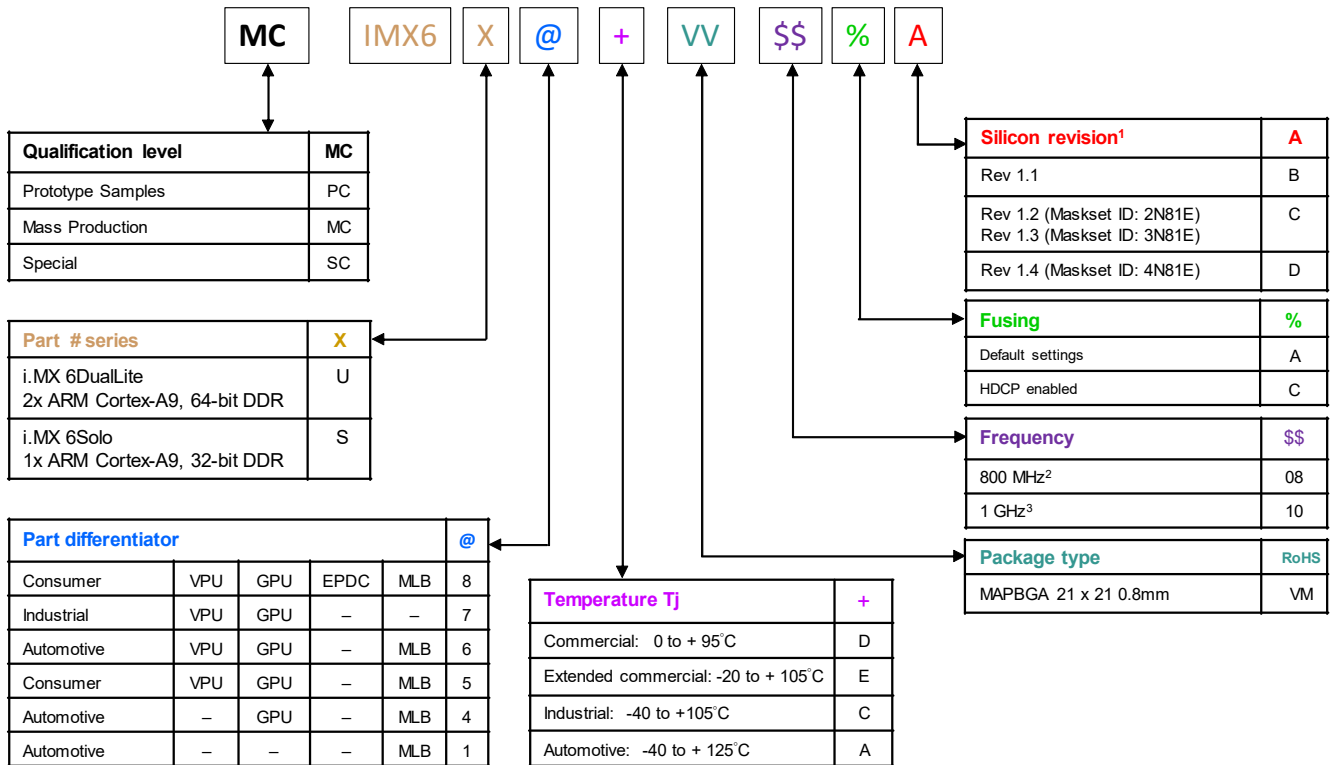 MC IMX6 X @ + VV $$ % A
Qualification level MC
Prototype Samples PC
Mass Production MC
Special SC
Part # series X
i.MX 6DualLite U
2x ARM Cortex-A9, 64-bit DDR
i.MX 6Solo S
1x ARM Cortex-A9, 32-bit DDR
Part differentiator @
Consumer VPU GPU EPDC MLB 8
Industrial VPU GPU – – 7
Automotive VPU GPU – MLB 6
Consumer VPU GPU – MLB 5
Automotive – GPU – MLB 4
Automotive – – – MLB 1
Temperature Tj +
Commercial: 0 to + 95°C D
Extended commercial: -20 to + 105°C E
Industrial: -40 to +105°C C
Automotive: -40 to + 125°C A
Silicon revision¹ A
Rev 1.1 B
Rev 1.2 (Maskset ID: 2N81E) C
Rev 1.3 (Maskset ID: 3N81E)
Rev 1.4 (Maskset ID: 4N81E) D
Fusing %
Default settings A
HDCP enabled C
Frequency $$
800 MHz² 08
1 GHz³ 10
Package type RoHS
MAPBGA 21 x 21 0.8mm VM